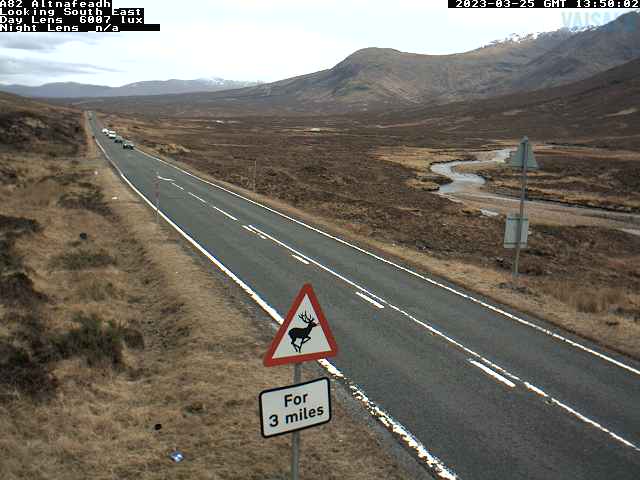 A82 Altnafeadh
2023-03-25 GMT 13:50:02
Looking South East
Day Lens 6007 lux
Night Lens n/a
VAISALA
For
3 miles